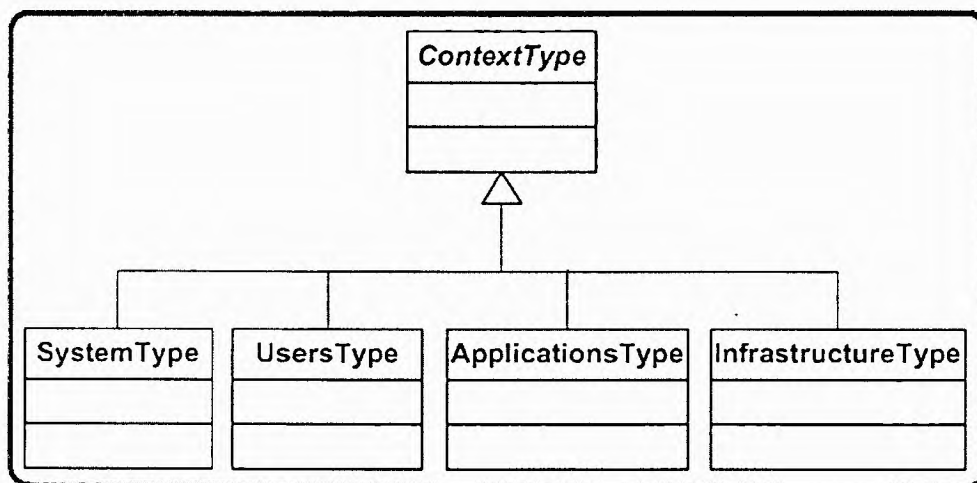 ContextType
SystemType
UsersType
ApplicationsType
InfrastructureType